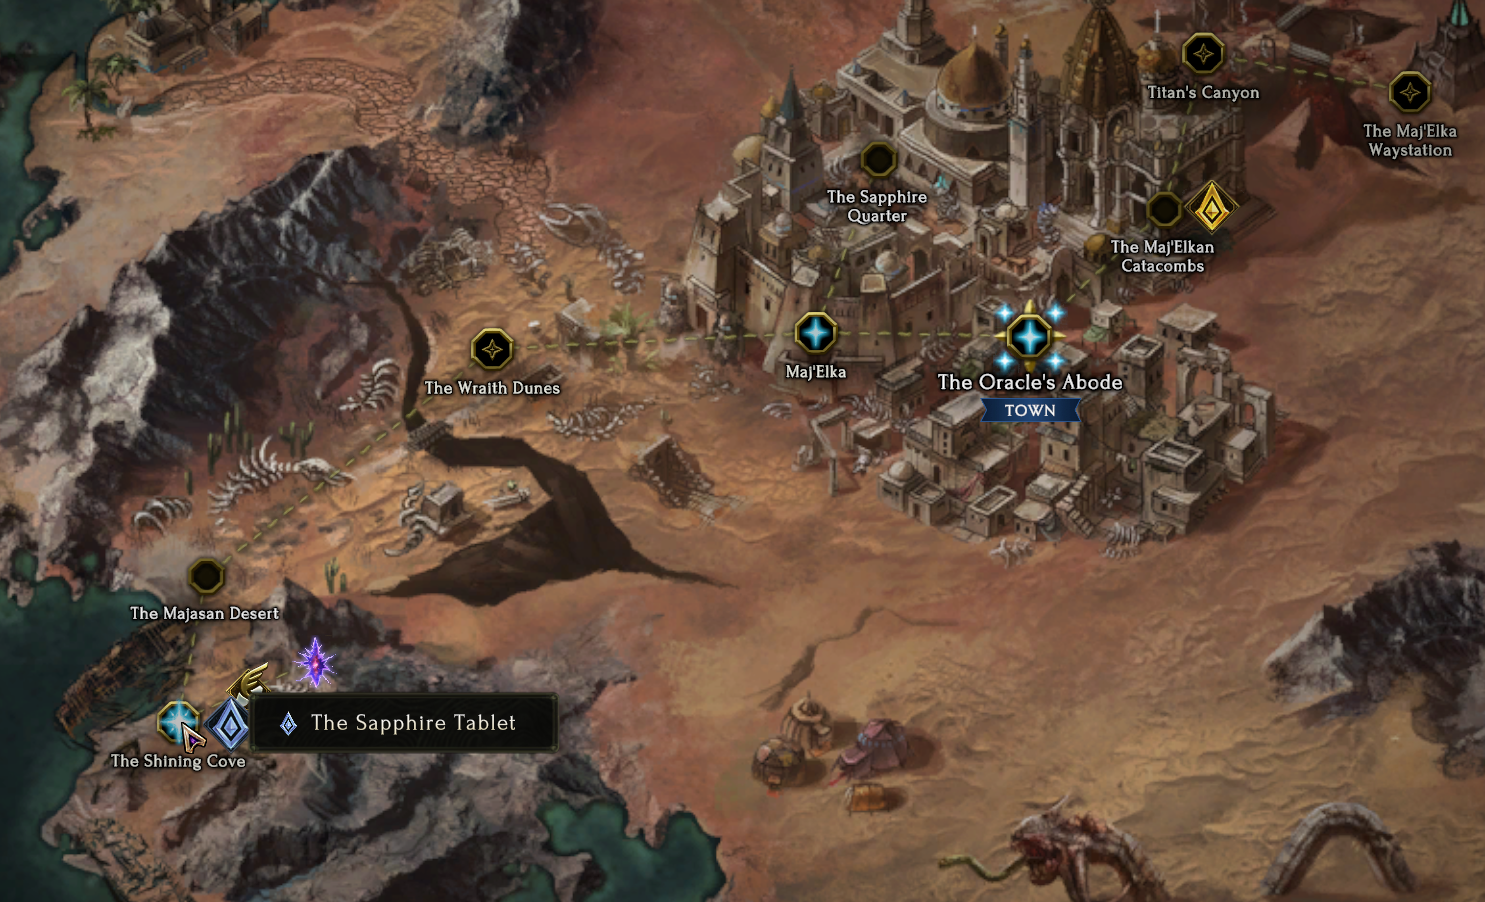 Titan's Canyon
The Maj'Elka
Waystation
The Sapphire
Quarter
The Maj'Elkan
Catacombs
The Wraith Dunes
Maj'Elka
The Oracle's Abode
TOWN
The Majasan Desert
The Sapphire Tablet
The Shining Cove